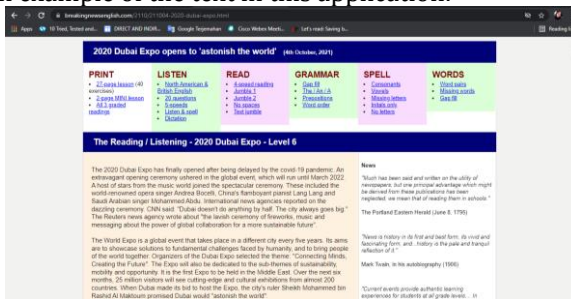 n example of the text in this application.
breakingnewsenglish.com/2110/211004-2020-dubai-expo.html
Apps
10 Tried, Tested and...
DIRECT AND INDIR...
Google Terjemahan
Cisco Webex Meeti...
Let's read: Saving b...
Reading l
2020 Dubai Expo opens to 'astonish the world' (4th October, 2021)
PRINT
27-page lesson (40 exercises)
2-page MINI lesson
All 3 graded readings
LISTEN
North American & British English
20 questions
5 speeds
Listen & spell
Dictation
READ
4-speed reading
Jumble 1
Jumble 2
No spaces
Text jumble
GRAMMAR
Gap fill
The / An / A
Prepositions
Word order
SPELL
Consonants
Vowels
Missing letters
Initials only
No letters
WORDS
Word pairs
Missing words
Gap fill
The Reading / Listening - 2020 Dubai Expo - Level 6
The 2020 Dubai Expo has finally opened after being delayed by the covid-19 pandemic. An
extravagant opening ceremony ushered in the global event, which will run until March 2022.
A host of stars from the music world joined the spectacular ceremony. These included the
world-renowned opera singer Andrea Bocelli, China's flamboyant pianist Lang Lang and
Saudi Arabian singer Mohammed Abdu. International news agencies reported on the
dazzling ceremony. CNN said: "Dubai doesn't do anything by half. The city always goes big."
The Reuters news agency wrote about "the lavish ceremony of fireworks, music and
messaging about the power of global collaboration for a more sustainable future".
The World Expo is a global event that takes place in a different city every five years. Its aims
are to showcase solutions to fundamental challenges faced by humanity, and to bring people
of the world together. Organizers of the Dubai Expo selected the theme: "Connecting Minds,
Creating the Future". The Expo will also be dedicated to the sub-themes of sustainability,
mobility and opportunity. It is the first Expo to be held in the Middle East. Over the next six
months, 25 million visitors will see cutting-edge and cultural exhibitions from almost 200
countries. When Dubai made its bid to host the Expo, the city's ruler Sheikh Mohammed bin
Rashid Al Maktoum promised Dubai would "astonish the world"
News
"Much has been said and written on the utility of
newspapers; but one principal advantage which might
be derived from these publications has been
neglected; we mean that of reading them in schools."
The Portland Eastern Herald (June 8, 1795)
"News is history in its first and best form, its vivid and
fascinating form, and...history is the pale and tranquil
reflection of it."
Mark Twain, in his autobiography (1906)
"Current events provide authentic learning
experiences for students at all grade levels.... In